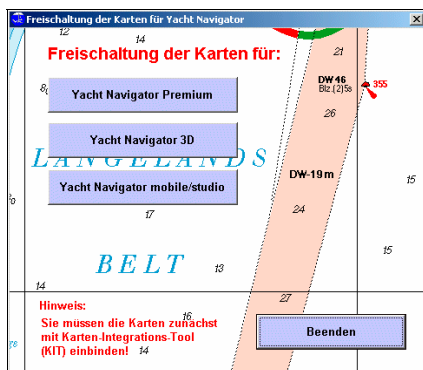 Freischaltung der Karten für Yacht Navigator
12
14
Freischaltung der Karten für:
21
DW 46
Blz.(2)5s
355
Yacht Navigator Premium
26
Yacht Navigator 3D
LANGELANDS
DW-19m
Yacht Navigator mobile/studio
15
17
24
15
BELT
13
14
27
Hinweis:
16
Sie müssen die Karten zunächst
mit Karten-Integrations-Tool
(KIT) einbinden!
14
Beenden